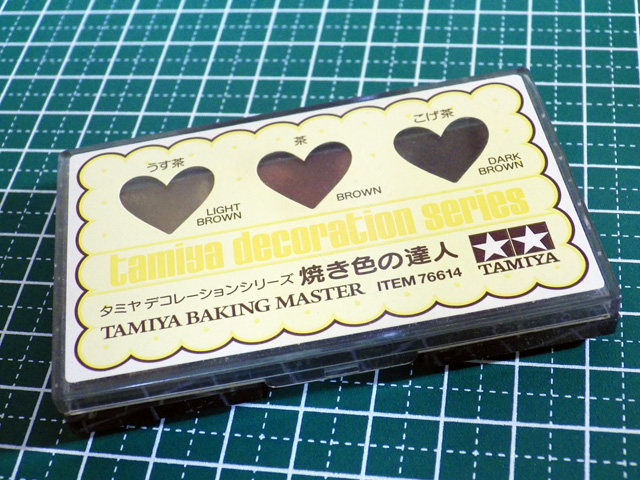 うす茶
LIGHT
BROWN
茶
BROWN
こげ茶
DARK
BROWN
tamiya decoration series
タミヤ デコレーションシリーズ 焼き色の達人
TAMIYA BAKING MASTER ITEM 76614
TAMIYA